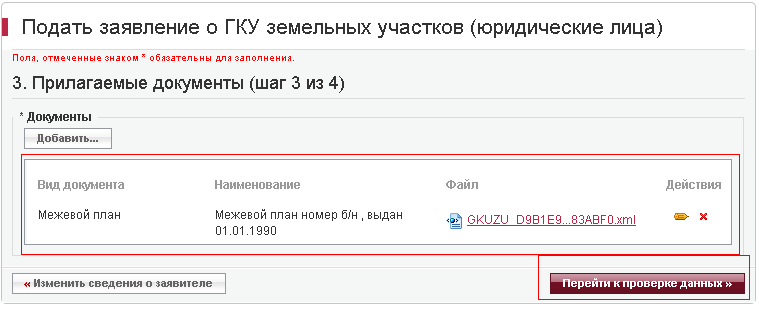 Подать заявление о ГКУ земельных участков (юридические лица)
Пола, отмеченные знаком * обязательны для заполнения.
3. Прилагаемые документы (шаг 3 из 4)
* Документы
Добавить...
Вид документа Наименование Файл Действия
Межевой план Межевой план номер б/н , выдан 01.01.1990 GKUZU_D9B1E9...83ABF0.xml
« Изменить сведения о заявителе Перейти к проверке данных »